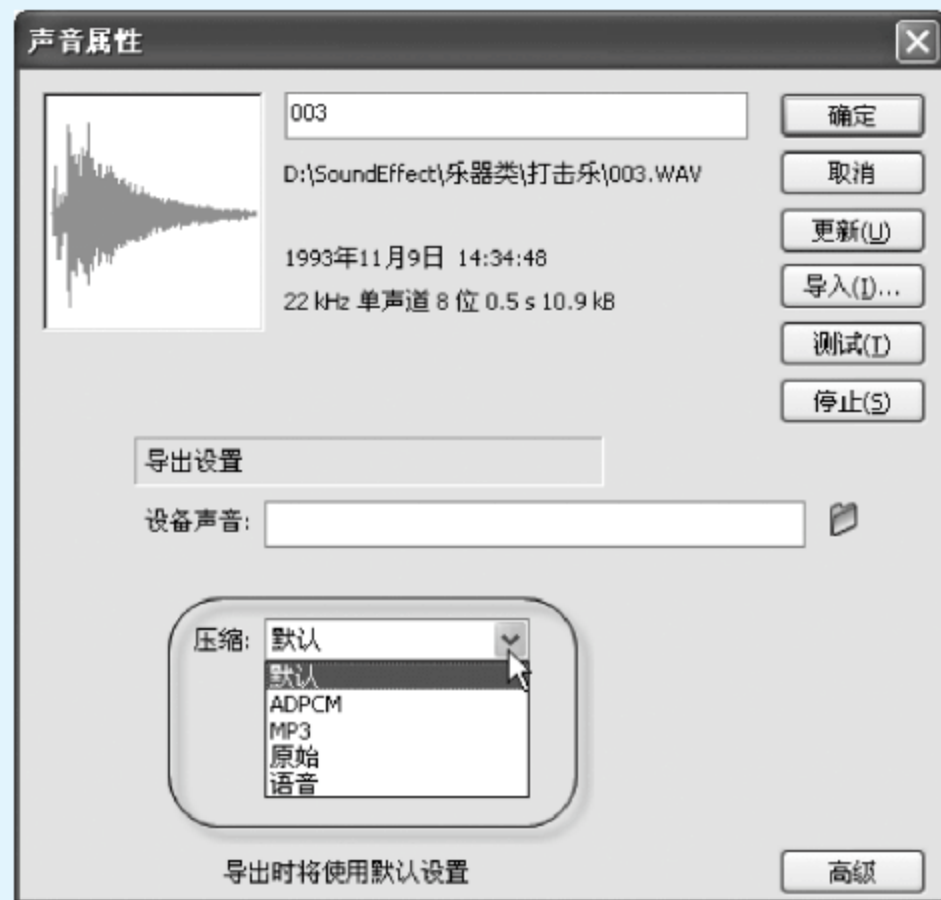 声音属性
003
确定
D:\SoundEffect\乐器类\打击乐\003.WAV
取消
更新(U)
1993年11月9日 14:34:48
导入(I)...
22 kHz 单声道 8 位 0.5 s 10.9 kB
测试(T)
停止(S)
导出设置
设备声音:
压缩: 默认
默认
ADPCM
MP3
原始
语音
导出时将使用默认设置
高级